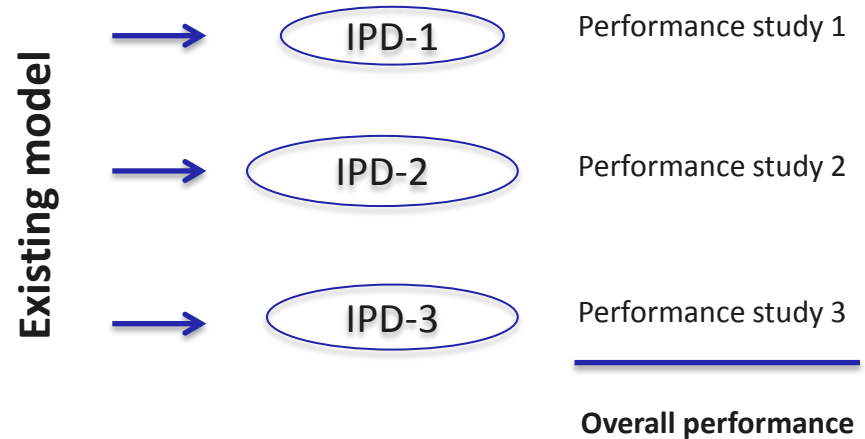 Existing model
IPD-1
Performance study 1
IPD-2
Performance study 2
IPD-3
Performance study 3
Overall performance